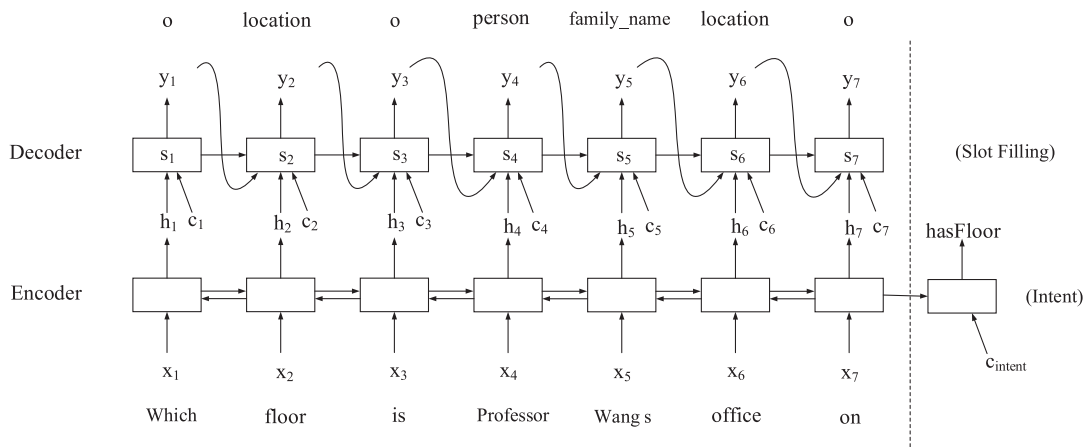 o location o person family_name location o
y1 y2 y3 y4 y5 y6 y7
Decoder s1 s2 s3 s4 s5 s6 s7 (Slot Filling)
h1 c1 h2 c2 h3 c3 h4 c4 h5 c5 h6 c6 h7 c7 hasFloor
Encoder (Intent)
x1 x2 x3 x4 x5 x6 x7 cintent
Which floor is Professor Wang s office on